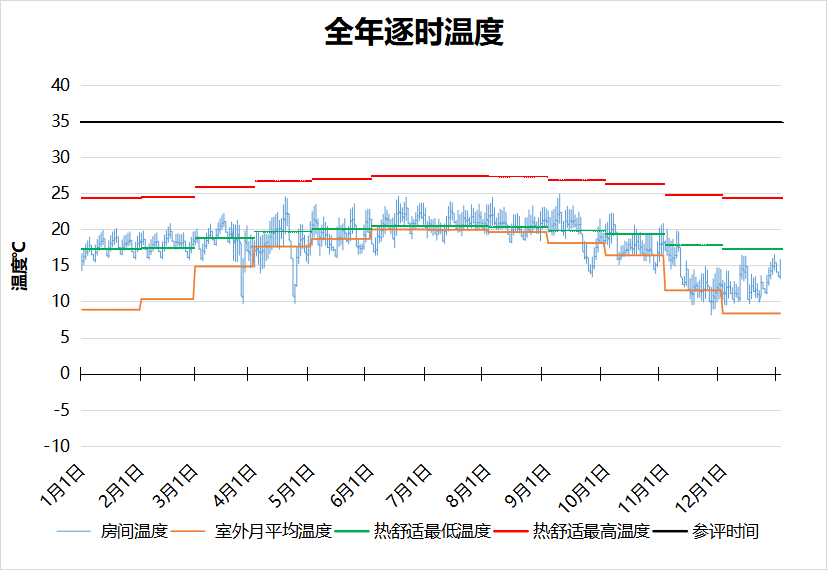 全年逐时温度
温度℃
40
35
30
25
20
15
10
5
0
-5
-10
1月1日
2月1日
3月1日
4月1日
5月1日
6月1日
7月1日
8月1日
9月1日
10月1日
11月1日
12月1日
房间温度 室外月平均温度 热舒适最低温度 热舒适最高温度 参评时间